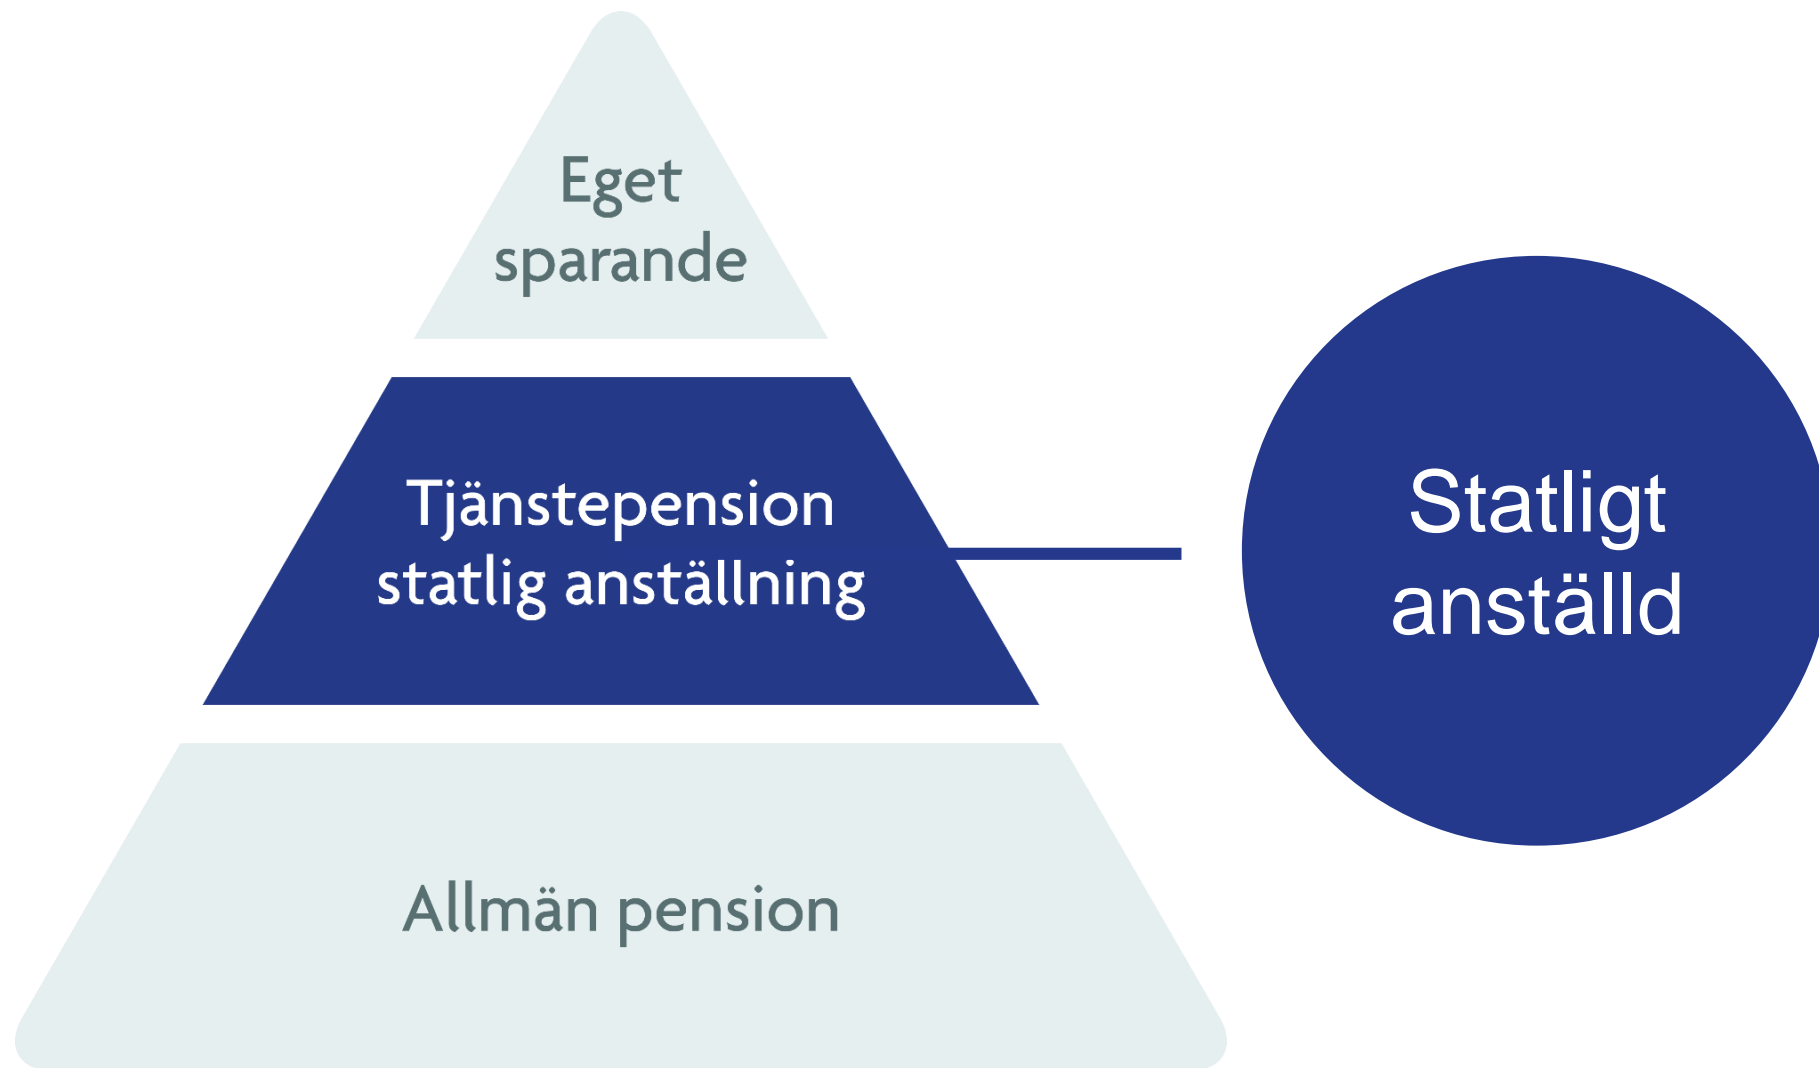 Eget
sparande
Tjänstepension
statlig anställning
Allmän pension
Statligt
anställd